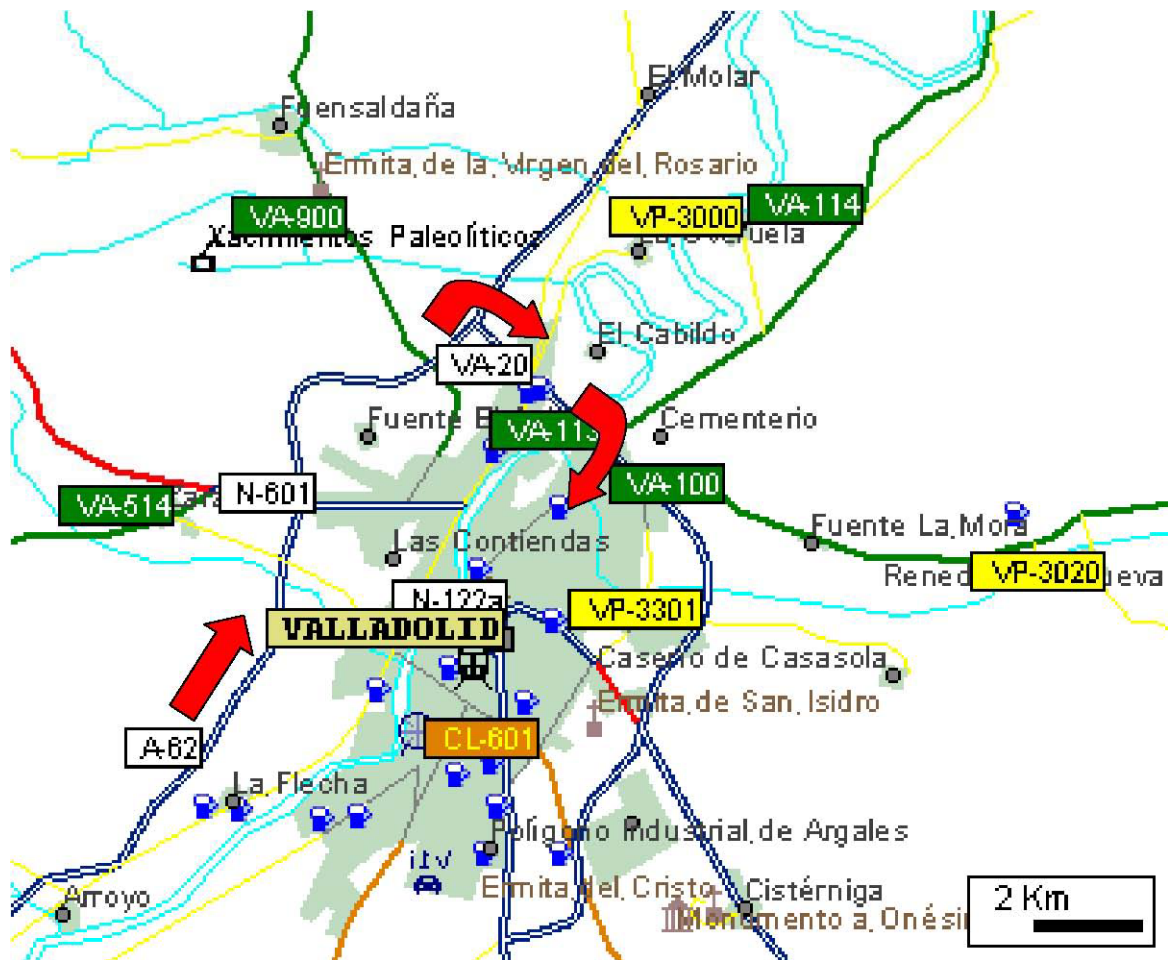 El Molar
Fuensaldaña
Ermita de la Virgen del Rosario
VA-900
VP-3000
VA-114
Yacimientos Paleolíticos
El Cabildo
VA-20
Fuente
VA-113
Cementerio
N-601
VA-100
VA-514
Fuente La Mora
Las Contiendas
VP-3020
N-122a
VP-3301
VALLADOLID
Caserío de Casasola
Ermita de San Isidro
A-62
CL-601
La Flecha
Polígono Industrial de Argales
iTV
Ermita del Cristo
Cistérniga
Arroyo
Monumento a
2 Km